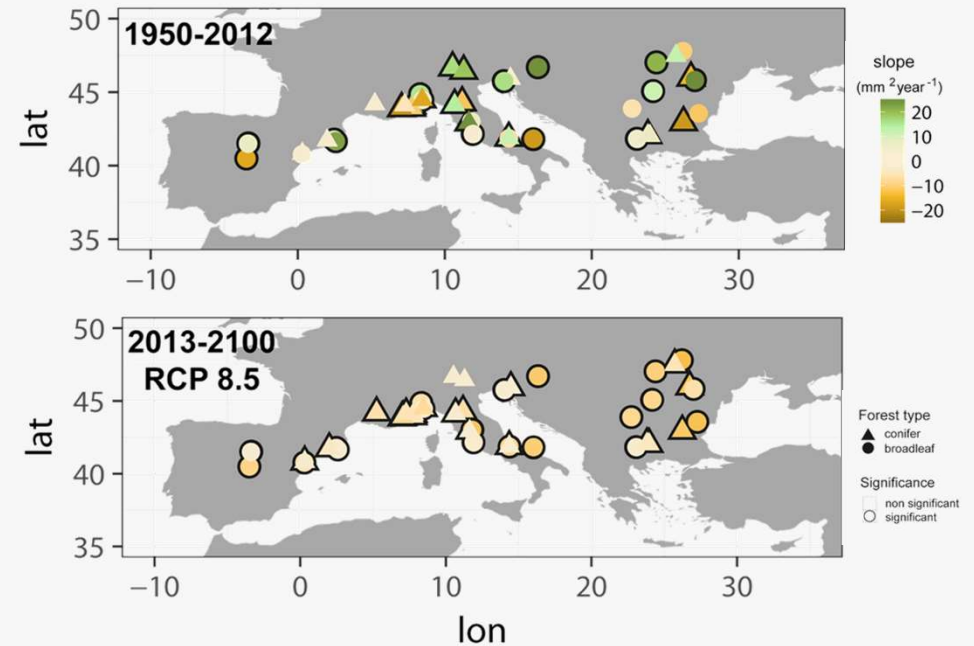 1950-2012
lat
50
45
40
35
−10
0
10
20
30
slope
(mm ²year⁻¹)
20
10
0
−10
−20
2013-2100
RCP 8.5
lat
50
45
40
35
−10
0
10
20
30
lon
Forest type
conifer
broadleaf
Significance
non significant
significant